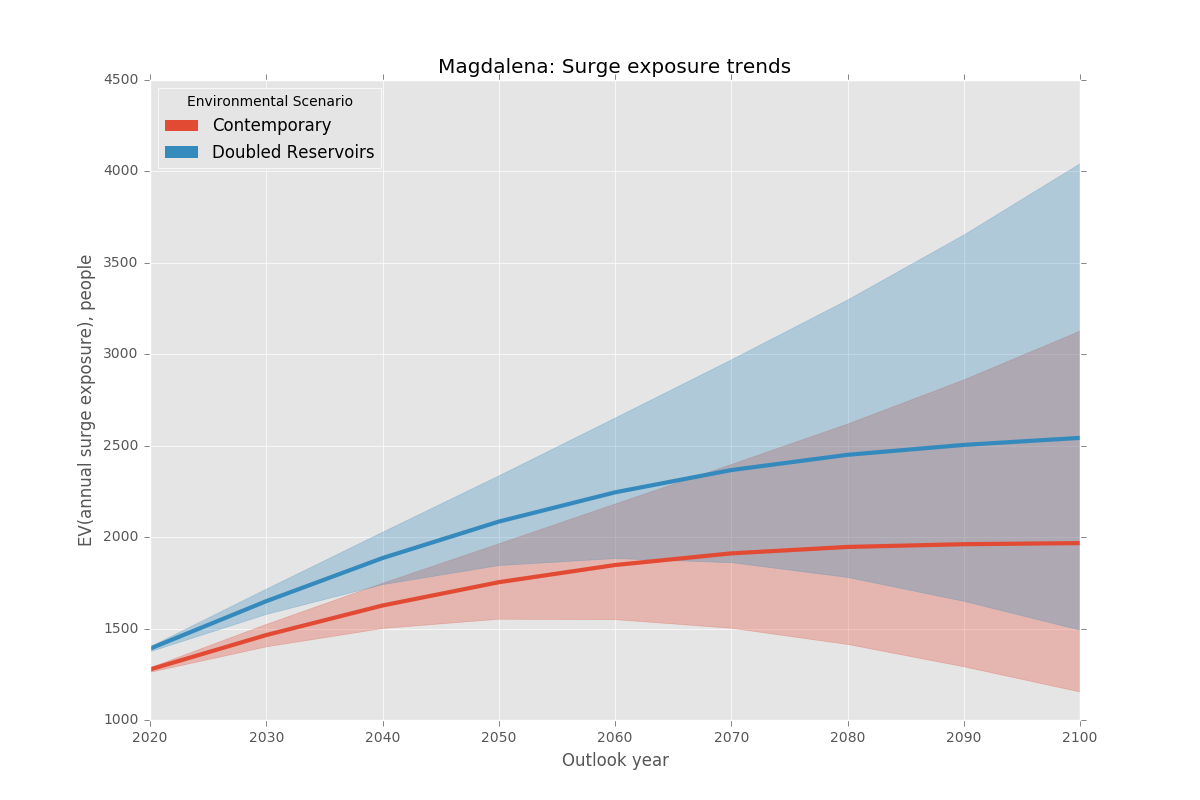 Magdalena: Surge exposure trends
Environmental Scenario
Contemporary
Doubled Reservoirs
EV(annual surge exposure), people
4500
4000
3500
3000
2500
2000
1500
1000
2020 2030 2040 2050 2060 2070 2080 2090 2100
Outlook year